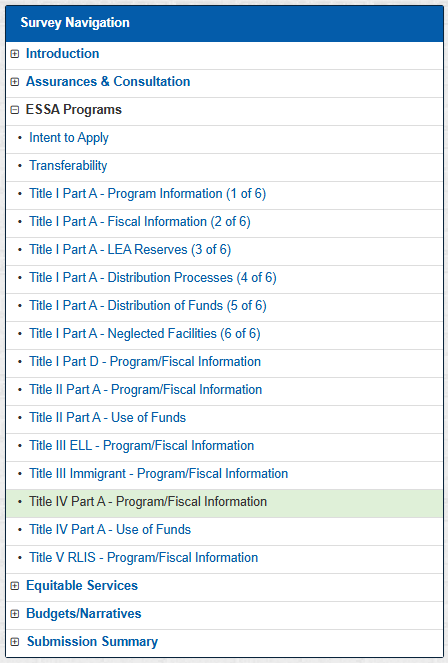 Survey Navigation
Introduction
Assurances & Consultation
ESSA Programs
• Intent to Apply
• Transferability
• Title I Part A - Program Information (1 of 6)
• Title I Part A - Fiscal Information (2 of 6)
• Title I Part A - LEA Reserves (3 of 6)
• Title I Part A - Distribution Processes (4 of 6)
• Title I Part A - Distribution of Funds (5 of 6)
• Title I Part A - Neglected Facilities (6 of 6)
• Title I Part D - Program/Fiscal Information
• Title II Part A - Program/Fiscal Information
• Title II Part A - Use of Funds
• Title III ELL - Program/Fiscal Information
• Title III Immigrant - Program/Fiscal Information
• Title IV Part A - Program/Fiscal Information
• Title IV Part A - Use of Funds
• Title V RLIS - Program/Fiscal Information
Equitable Services
Budgets/Narratives
Submission Summary